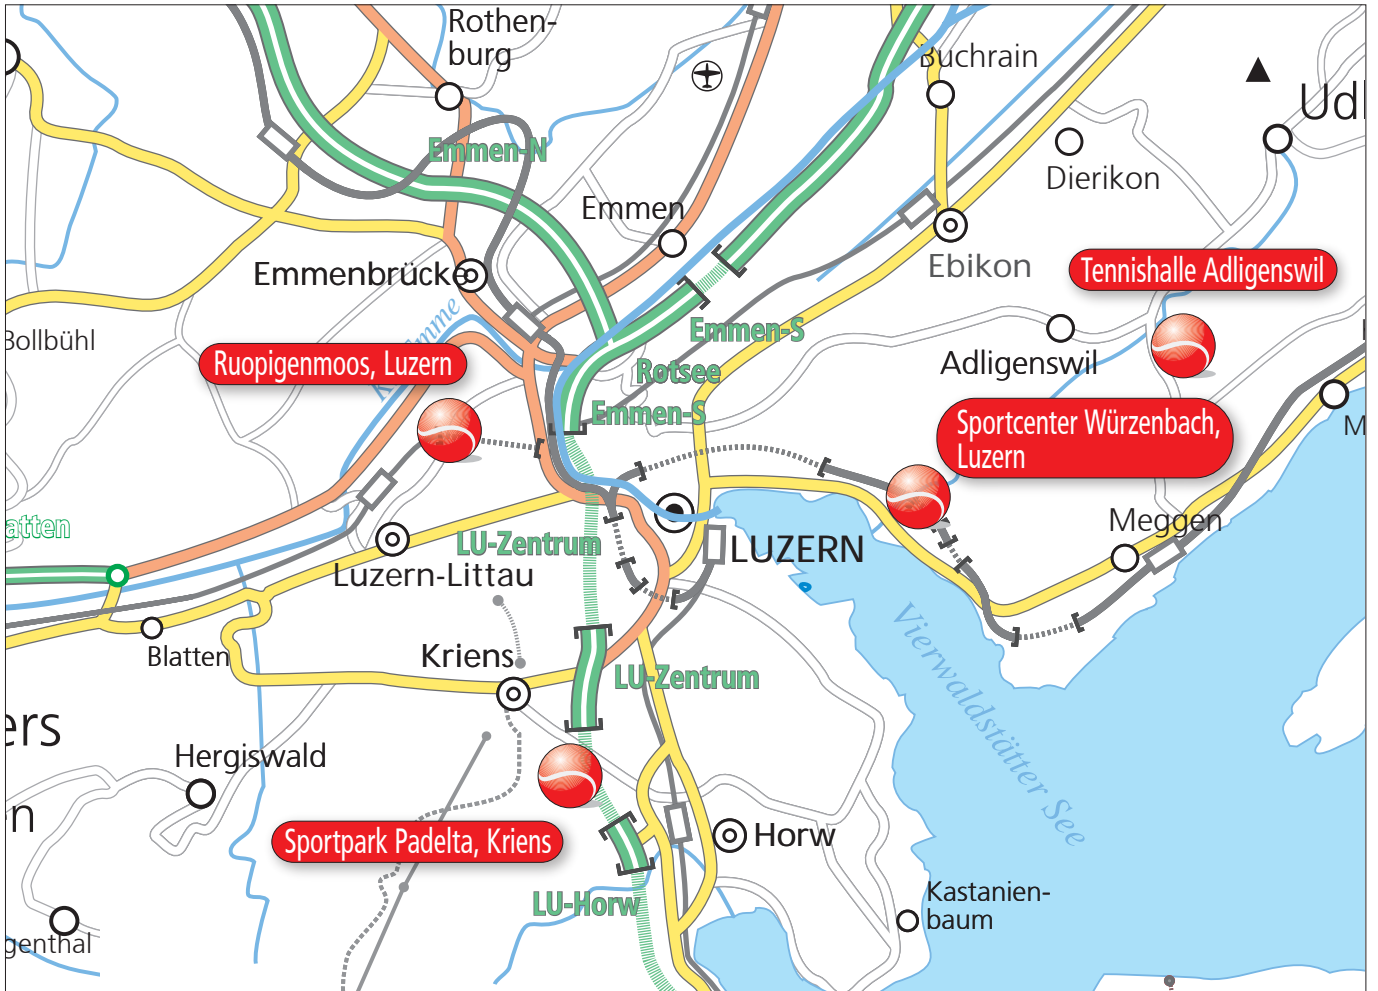 Rothen-
burg
Buchrain
Udl
Emmen-N
Dierikon
Emmen
Emmenbrücke
Ebikon
Tennishalle Adligenswil
Emmen-S
Bollbühl
Ruopigenmoos, Luzern
Rotsee
Adligenswil
Emmen-S
Sportcenter Würzenbach,
Luzern
M
atten
LU-Zentrum
LUZERN
Meggen
Luzern-Littau
Blatten
Kriens
LU-Zentrum
Vierwaldstätter See
ers
Hergiswald
n
Sportpark Padelta, Kriens
Horw
LU-Horw
Kastanien-
baum
genthal